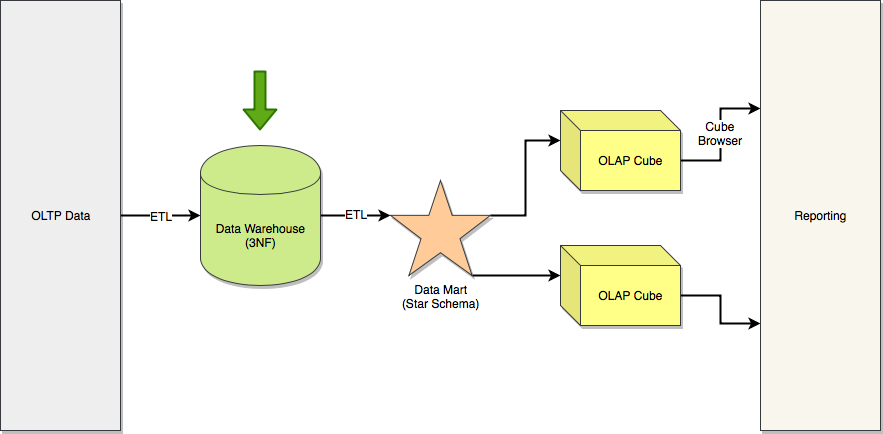 OLTP Data
ETL
Data Warehouse
(3NF)
ETL
Data Mart
(Star Schema)
OLAP Cube
OLAP Cube
Cube
Browser
Reporting